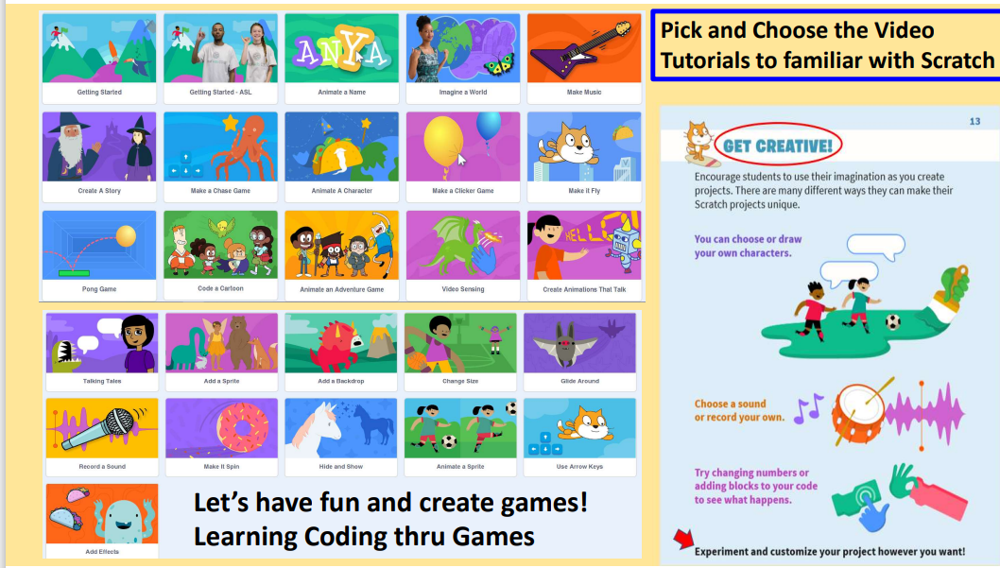 Pick and Choose the Video
Tutorials to familiar with Scratch
ANYA
Getting Started
Getting Started - ASL
Animate a Name
Imagine a World
Make Music
Create A Story
Make a Chase Game
Animate A Character
Make a Clicker Game
Make it Fly
HELLO
Pong Game
Code a Cartoon
Animate an Adventure Game
Video Sensing
Create Animations That Talk
Talking Tales
Add a Sprite
Add a Backdrop
Change Size
Glide Around
Record a Sound
Make It Spin
Hide and Show
Animate a Sprite
Use Arrow Keys
Add Effects
Let's have fun and create games!
Learning Coding thru Games
13
GET CREATIVE!
Encourage students to use their imagination as you create
projects. There are many different ways they can make their
Scratch projects unique.
You can choose or draw
your own characters.
Choose a sound
or record your own.
Try changing numbers or
adding blocks to your code
to see what happens.
Experiment and customize your project however you want!